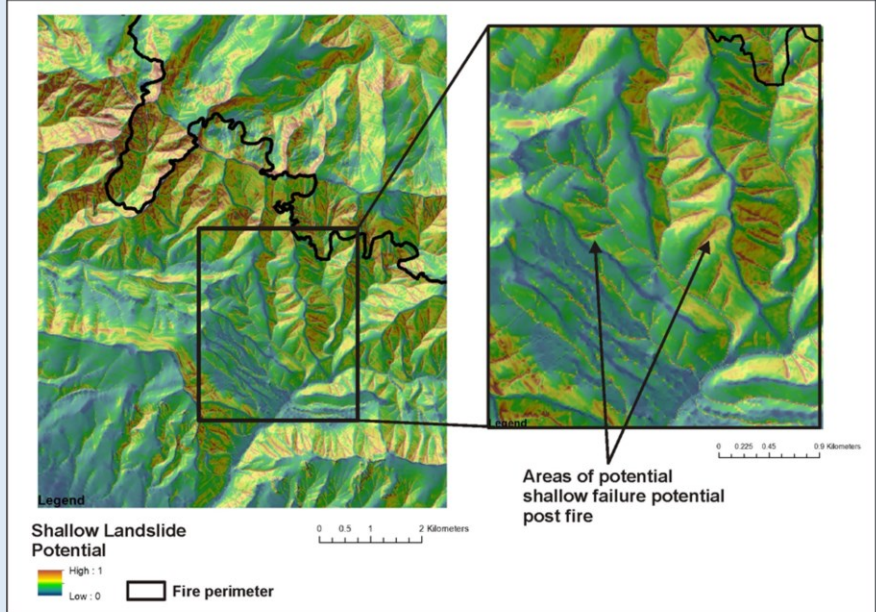 Legend
0 0.225 0.45 0.9 Kilometers
Areas of potential
shallow failure potential
post fire
Legend
0 0.5 1 2 Kilometers
Shallow Landslide
Potential
High : 1
Low : 0
Fire perimeter